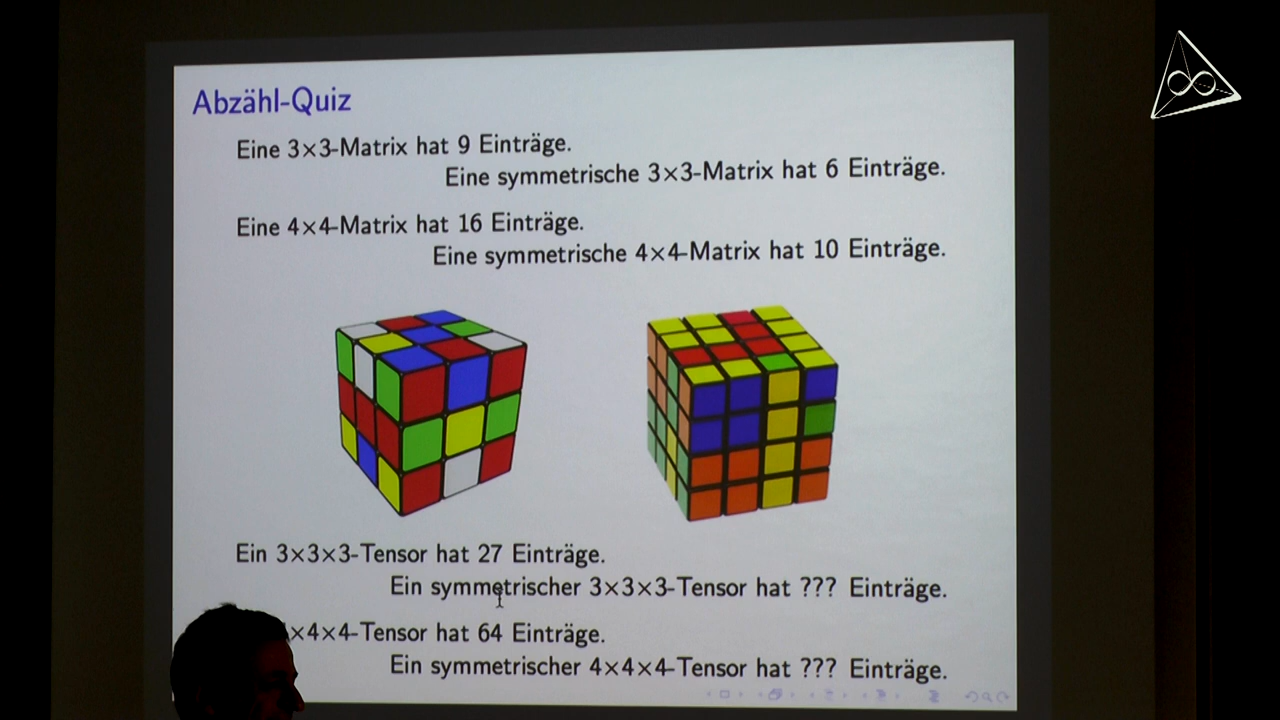 Abzähl-Quiz
Eine 3×3-Matrix hat 9 Einträge.
Eine symmetrische 3×3-Matrix hat 6 Einträge.
Eine 4×4-Matrix hat 16 Einträge.
Eine symmetrische 4×4-Matrix hat 10 Einträge.
Ein 3×3×3-Tensor hat 27 Einträge.
Ein symmetrischer 3×3×3-Tensor hat ??? Einträge.
×4×4-Tensor hat 64 Einträge.
Ein symmetrischer 4×4×4-Tensor hat ??? Einträge.